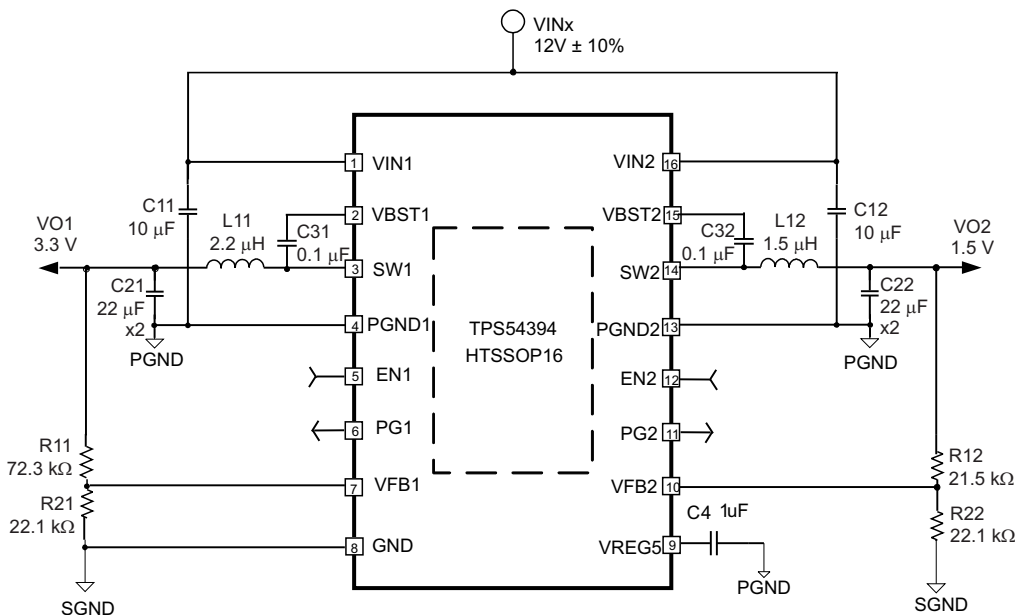 VINx
12V ± 10%
1 VIN1
VIN2 16
C11
10 μF
2 VBST1
VBST2 15
C12
10 μF
VO1
3.3 V
L11
2.2 μH
C31
0.1 μF
C32
0.1 μF
L12
1.5 μH
VO2
1.5 V
3 SW1
SW2 14
C21
22 μF
x2
C22
22 μF
x2
4 PGND1
PGND2 13
TPS54394
HTSSOP16
PGND
PGND
5 EN1
EN2 12
6 PG1
PG2 11
R11
72.3 kΩ
R12
21.5 kΩ
7 VFB1
VFB2 10
R21
22.1 kΩ
C4 1uF
R22
22.1 kΩ
8 GND
VREG5 9
PGND
SGND
SGND